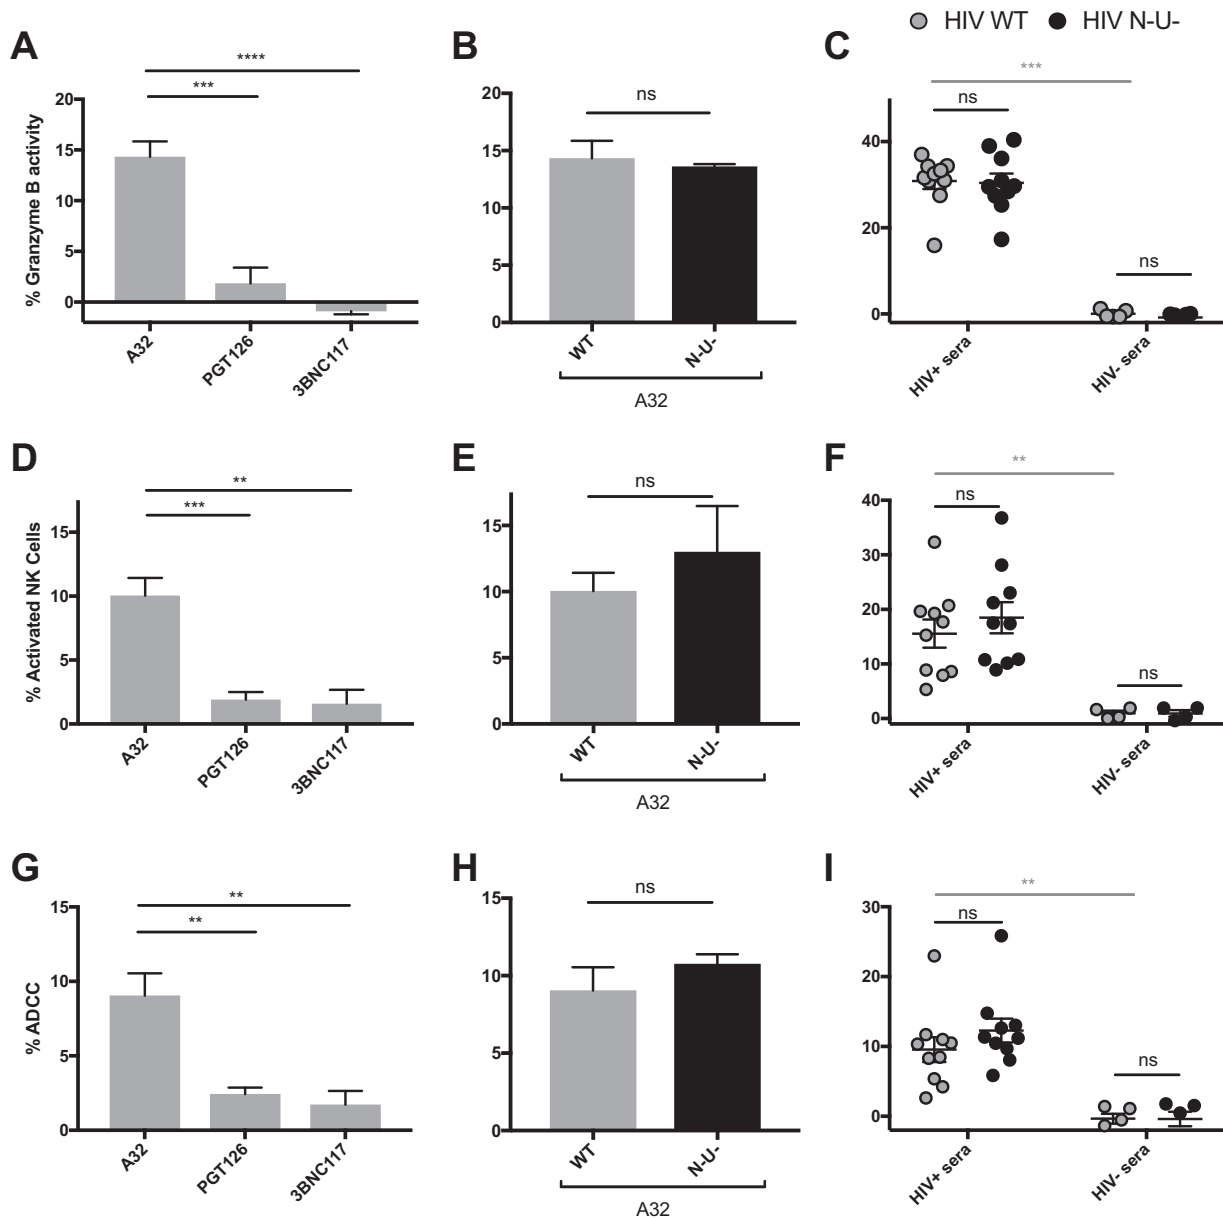 HIV WT HIV N-U-
A
****
***
% Granzyme B activity
20
15
10
5
0
A32
PGT126
3BNC117
B
ns
20
15
10
5
0
WT
N-U-
A32
C
***
ns
ns
40
20
0
HIV+ sera
HIV- sera
D
**
***
% Activated NK Cells
15
10
5
0
A32
PGT126
3BNC117
E
ns
15
10
5
0
WT
N-U-
A32
F
**
ns
ns
40
30
20
10
0
HIV+ sera
HIV- sera
G
**
**
% ADCC
15
10
5
0
A32
PGT126
3BNC117
H
ns
15
10
5
0
WT
N-U-
A32
I
**
ns
ns
30
20
10
0
HIV+ sera
HIV- sera